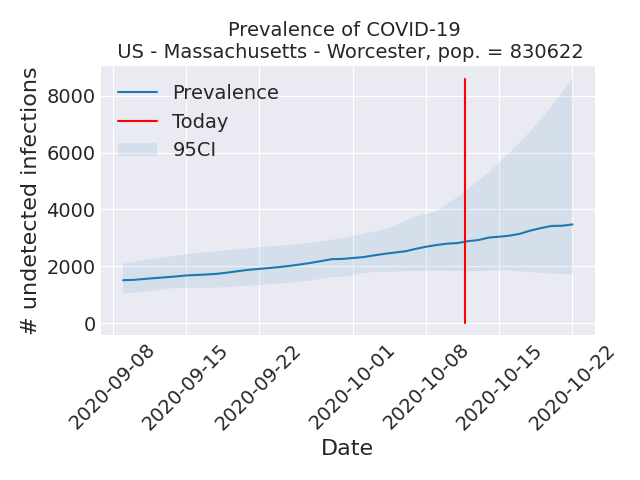 Prevalence of COVID-19
US - Massachusetts - Worcester, pop. = 830622
# undetected infections
8000
6000
4000
2000
0
Prevalence
Today
95CI
2020-09-08
2020-09-15
2020-09-22
2020-10-01
2020-10-08
2020-10-15
2020-10-22
Date